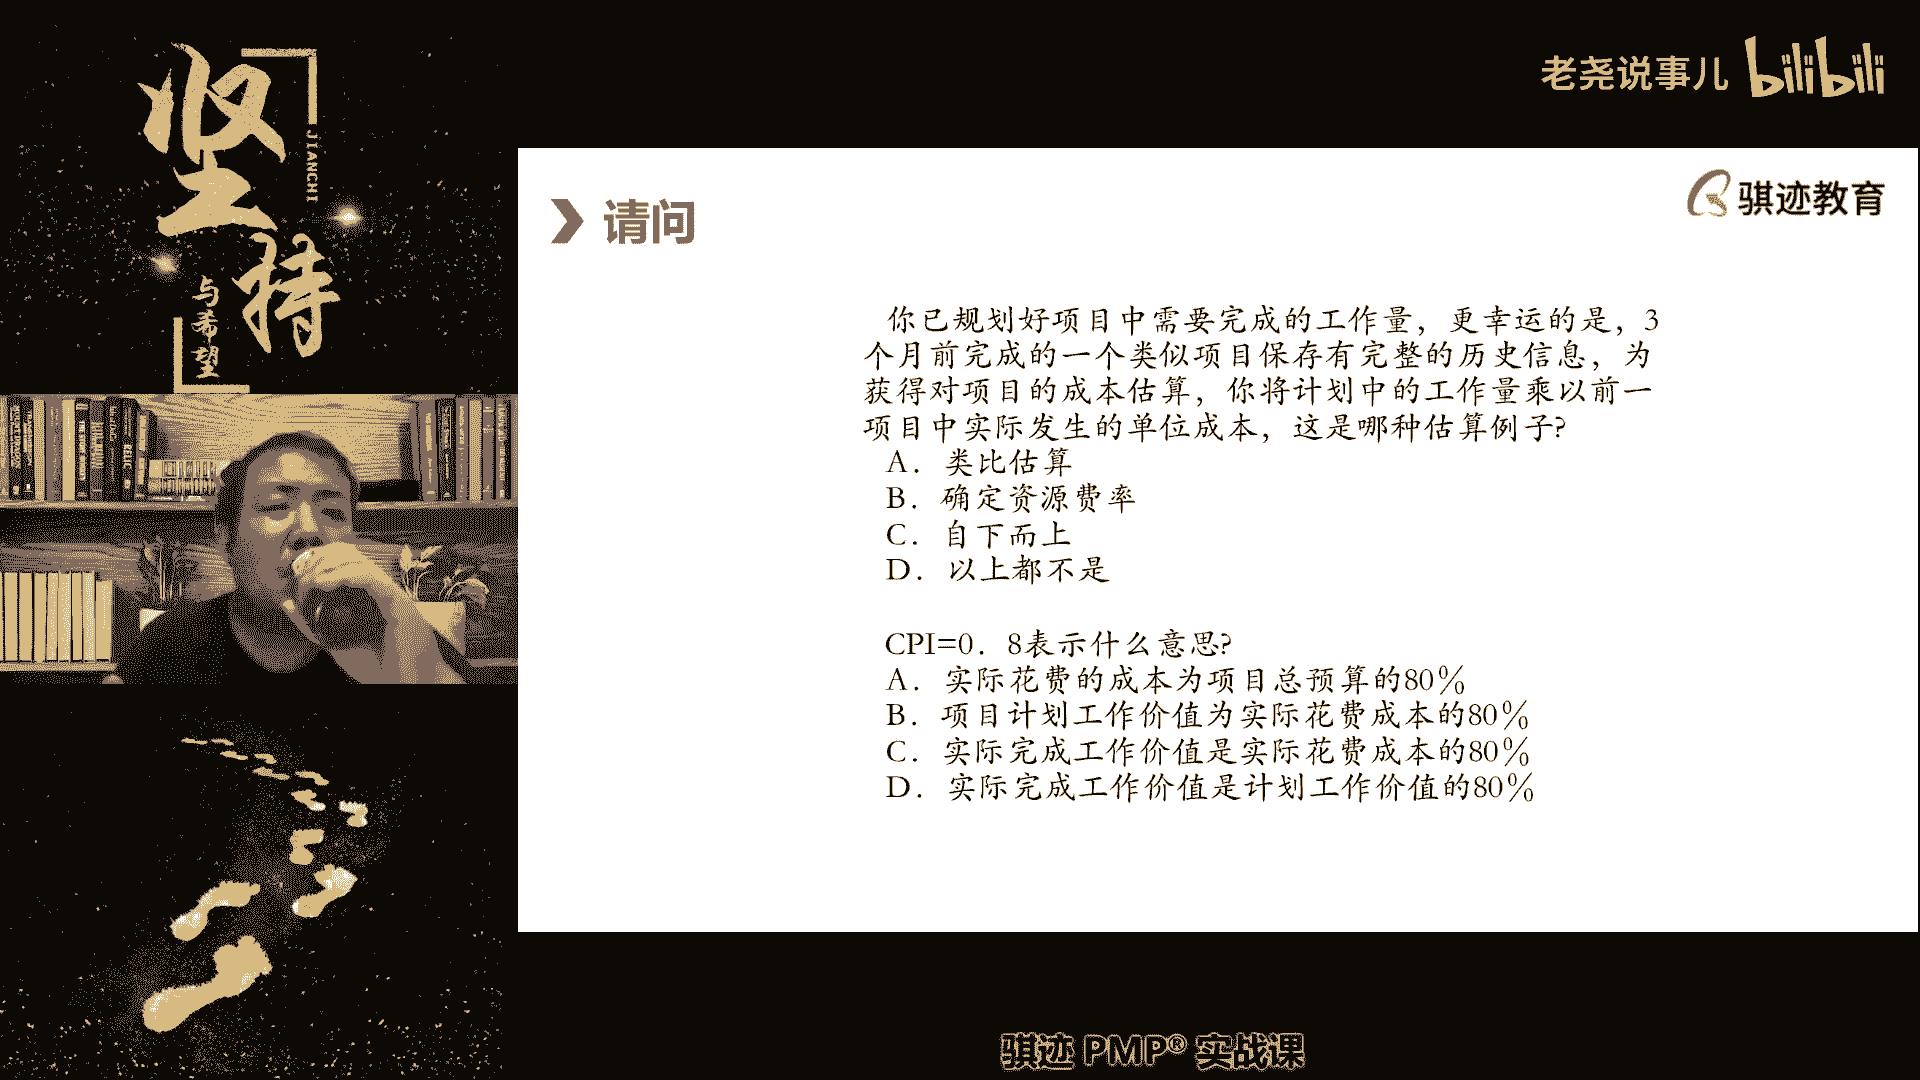 坚持
JIANCHI
与希望
老尧说事儿 bilibili
骐迹教育
请问
你已规划好项目中需要完成的工作量，更幸运的是，3
个月前完成的一个类似项目保存有完整的历史信息，为
获得对项目的成本估算，你将计划中的工作量乘以前一
项目中实际发生的单位成本，这是哪种估算例子?
A．类比估算
B．确定资源费率
C．自下而上
D．以上都不是
CPI=0．8表示什么意思?
A．实际花费的成本为项目总预算的80％
B．项目计划工作价值为实际花费成本的80％
C．实际完成工作价值是实际花费成本的80％
D．实际完成工作价值是计划工作价值的80％
骐迹 PMP® 实战课